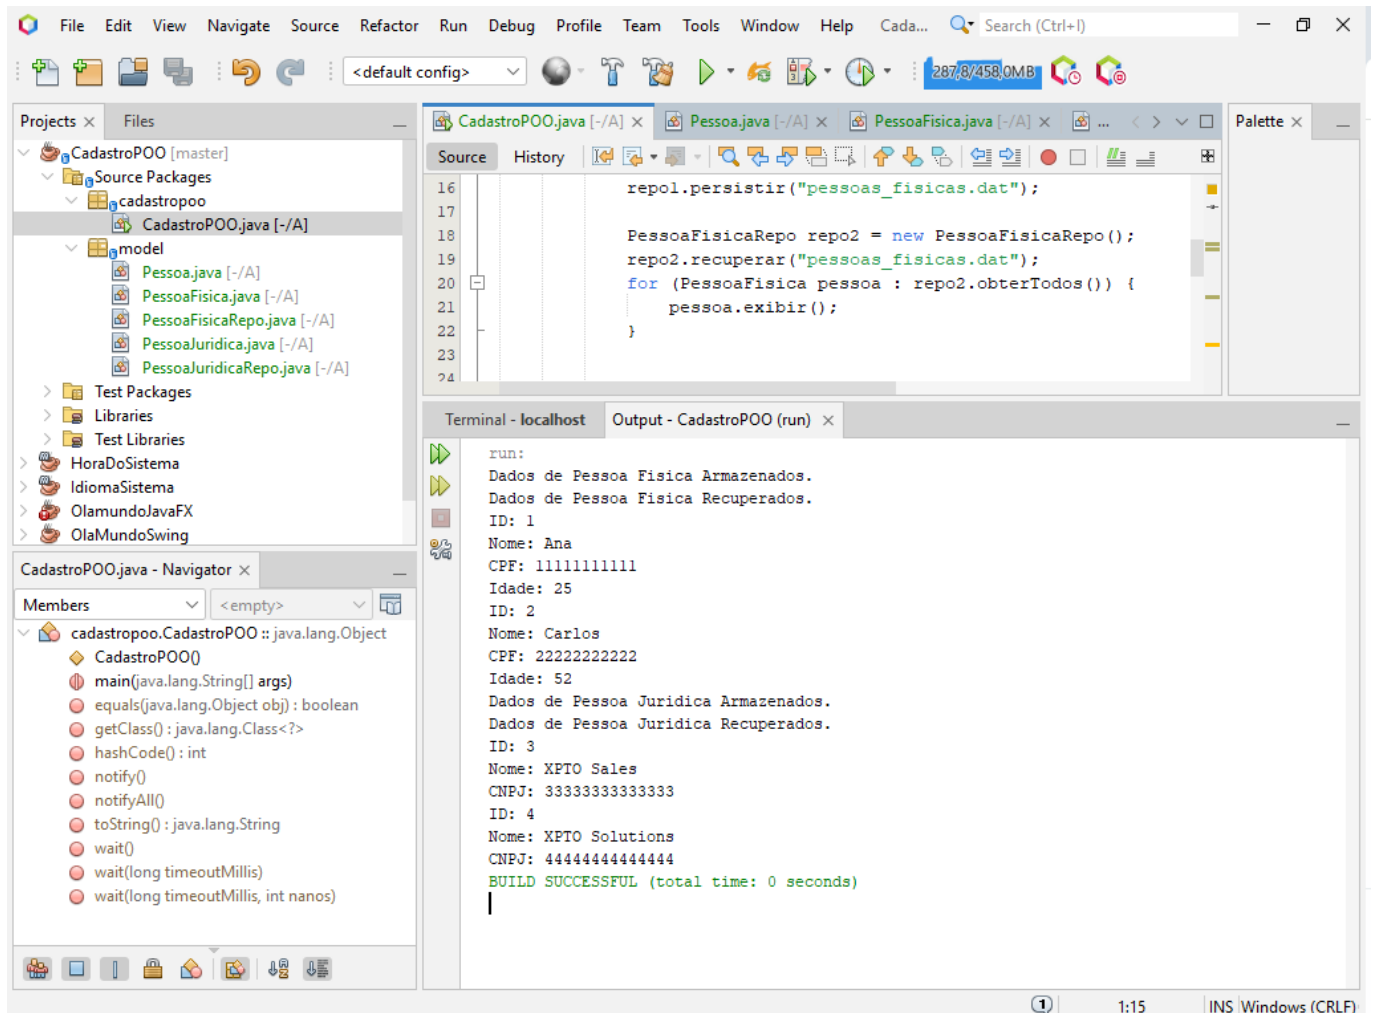 File Edit View Navigate Source Refactor Run Debug Profile Team Tools Window Help Cada... Search (Ctrl+I)
<default config> 287,8/458,0MB
Projects Files
CadastroPOO [master]
Source Packages
cadastropoo
CadastroPOO.java [-/A]
model
Pessoa.java [-/A]
PessoaFisica.java [-/A]
PessoaFisicaRepo.java [-/A]
PessoaJuridica.java [-/A]
PessoaJuridicaRepo.java [-/A]
Test Packages
Libraries
Test Libraries
HoraDoSistema
IdiomaSistema
OlamundoJavaFX
OlaMundoSwing
CadastroPOO.java - Navigator
Members <empty>
cadastropoo.CadastroPOO :: java.lang.Object
CadastroPOO()
main(java.lang.String[] args)
equals(java.lang.Object obj) : boolean
getClass() : java.lang.Class<?>
hashCode() : int
notify()
notifyAll()
toString() : java.lang.String
wait()
wait(long timeoutMillis)
wait(long timeoutMillis, int nanos)
CadastroPOO.java [-/A] Pessoa.java [-/A] PessoaFisica.java [-/A] ...
Source History
16 repo1.persistir("pessoas_fisicas.dat");
17
18 PessoaFisicaRepo repo2 = new PessoaFisicaRepo();
19 repo2.recuperar("pessoas_fisicas.dat");
20 for (PessoaFisica pessoa : repo2.obterTodos()) {
21 pessoa.exibir();
22 }
23
24
Palette
Terminal - localhost Output - CadastroPOO (run)
run:
Dados de Pessoa Fisica Armazenados.
Dados de Pessoa Fisica Recuperados.
ID: 1
Nome: Ana
CPF: 11111111111
Idade: 25
ID: 2
Nome: Carlos
CPF: 22222222222
Idade: 52
Dados de Pessoa Juridica Armazenados.
Dados de Pessoa Juridica Recuperados.
ID: 3
Nome: XPTO Sales
CNPJ: 33333333333333
ID: 4
Nome: XPTO Solutions
CNPJ: 44444444444444
BUILD SUCCESSFUL (total time: 0 seconds)
1 1:15 INS Windows (CRLF)